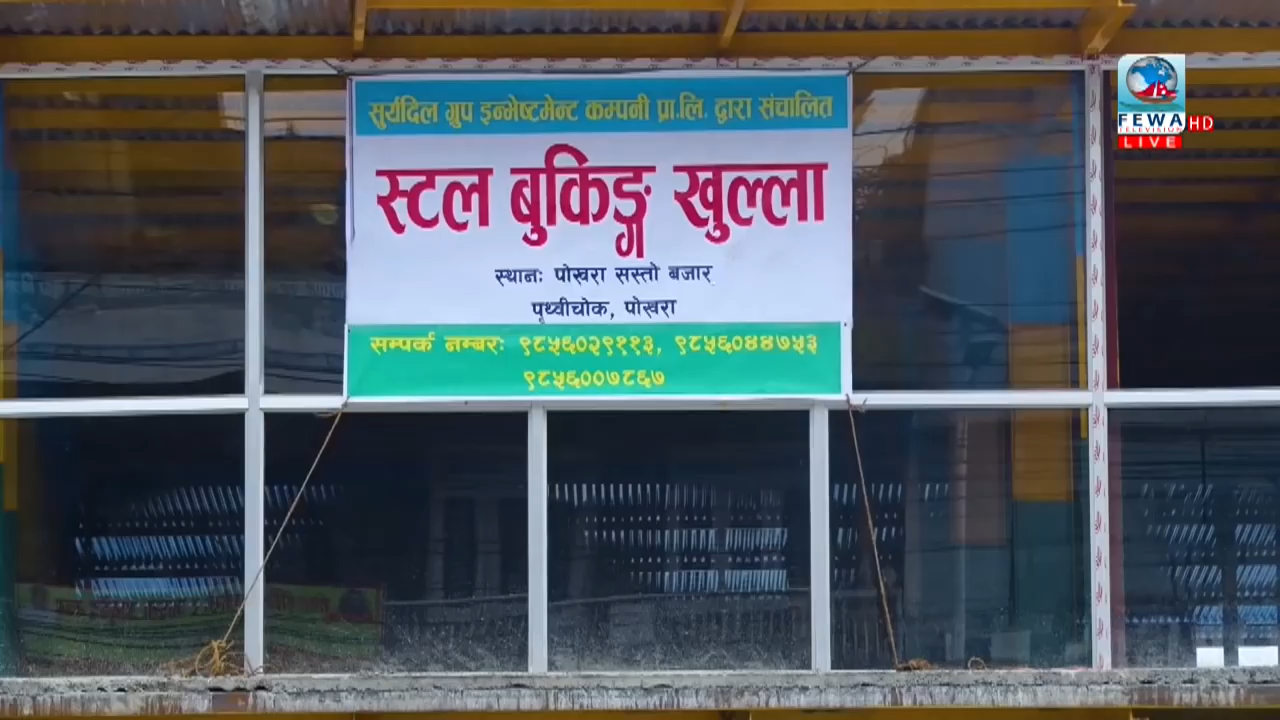 सुर्यदिल ग्रुप इन्भेष्टमेन्ट कम्पनी प्रा.लि. द्वारा संचालित
स्टल बुकिङ्ग खुल्ला
स्थानः पोखरा सस्तो बजार
पृथ्वीचोक, पोखरा
सम्पर्क नम्बरः ९८५६०२९११३, ९८५६०४४७५३
९८५६००७८६७
FEWA HD
TELEVISION
LIVE